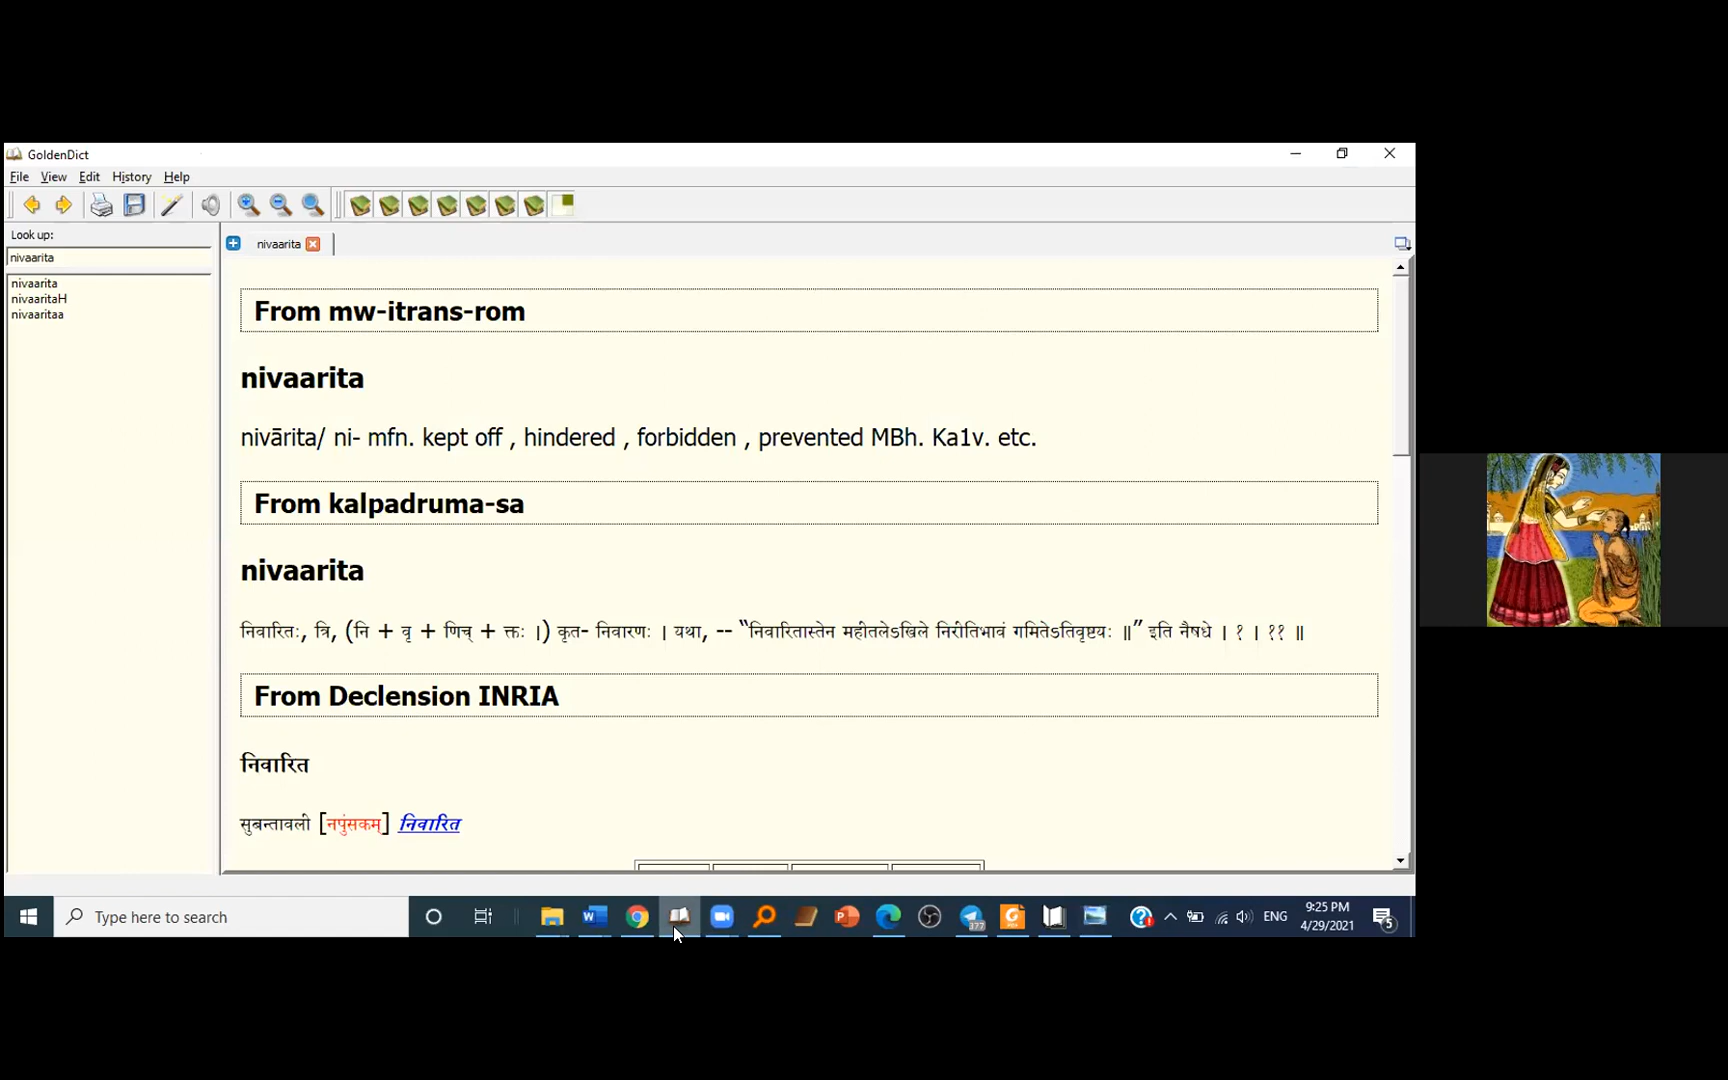 GoldenDict
File View Edit History Help
Look up:
nivaarita
nivaarita
nivaarita
nivaaritaH
nivaaritaa
From mw-itrans-rom
nivaarita
nivārita/ ni- mfn. kept off , hindered , forbidden , prevented MBh. Ka1v. etc.
From kalpadruma-sa
nivaarita
निवारितः, त्रि, (नि + वृ + णिच् + क्तः ।) कृत- निवारणः । यथा, -- “निवारितास्तेन महीतलेऽखिले निरीतिभावं गमितेऽतिवृष्टयः ॥” इति नैषधे । १ । ११ ॥
From Declension INRIA
निवारित
सुबन्तावली [नपुंसकम्] निवारित
Type here to search
377
ENG
9:25 PM
4/29/2021
5